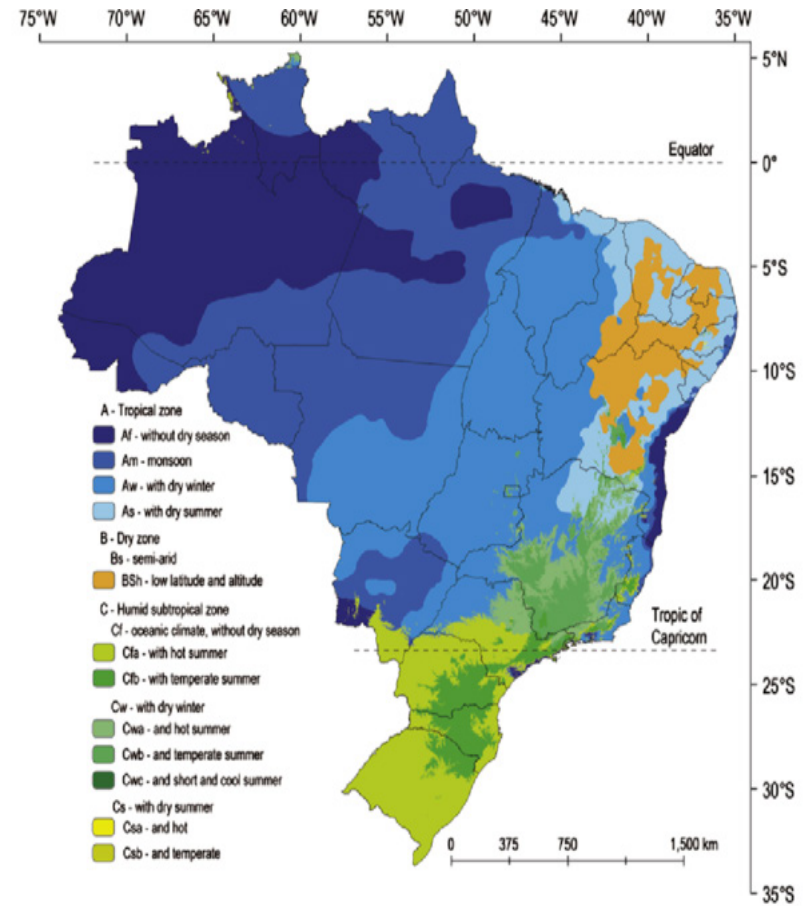 75°W 70°W 60°W 55°W 50°W 45°W 40°W 35°W
5°N
Equator
0°
5°S
10°S
A - Tropical zone
Af - without dry season
Am - monsoon
Aw - with dry winter
As - with dry summer
B - Dry zone
Bs - semi-arid
BSh - low latitude and altitude
C - Humid subtropical zone
Cf - oceanic climate, without dry season
Cfa - with hot summer
Cfb - with temperate summer
Cw - with dry winter
Cwa - and hot summer
Cwb - and temperate summer
Cwc - and short and cool summer
Cs - with dry summer
Csa - and hot
Csb - and temperate
15°S
20°S
Tropic of
Capricorn
25°S
30°S
0 375 750 1,500 km
35°S